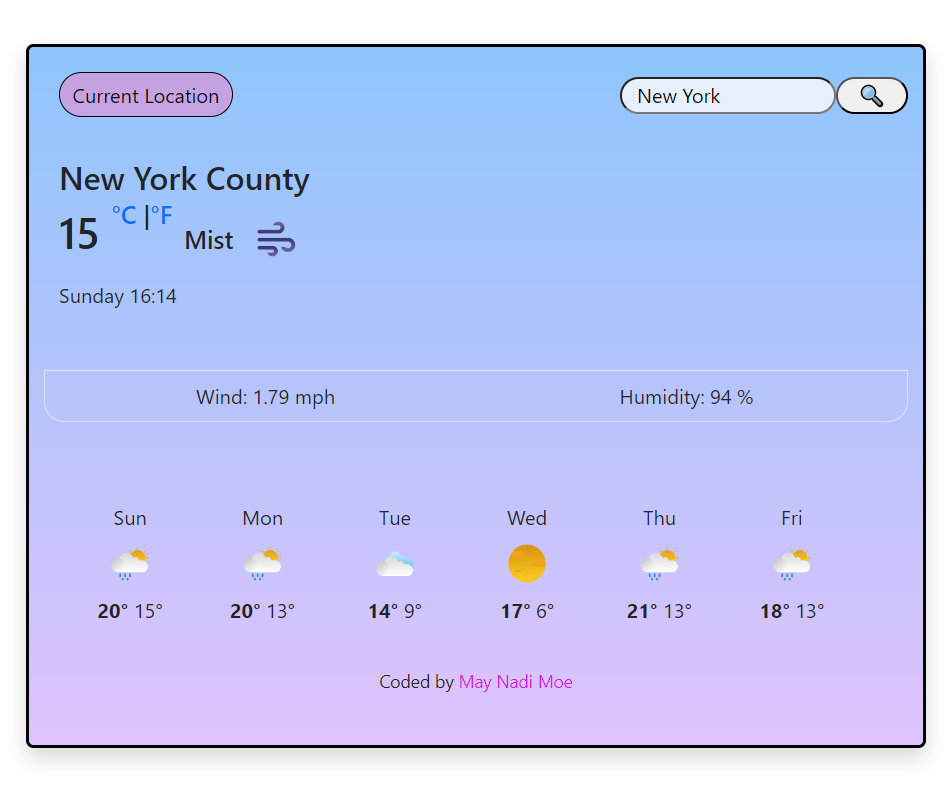 Current Location
New York
New York County
15 °C |°F Mist
Sunday 16:14
Wind: 1.79 mph Humidity: 94 %
Sun Mon Tue Wed Thu Fri
20° 15° 20° 13° 14° 9° 17° 6° 21° 13° 18° 13°
Coded by May Nadi Moe